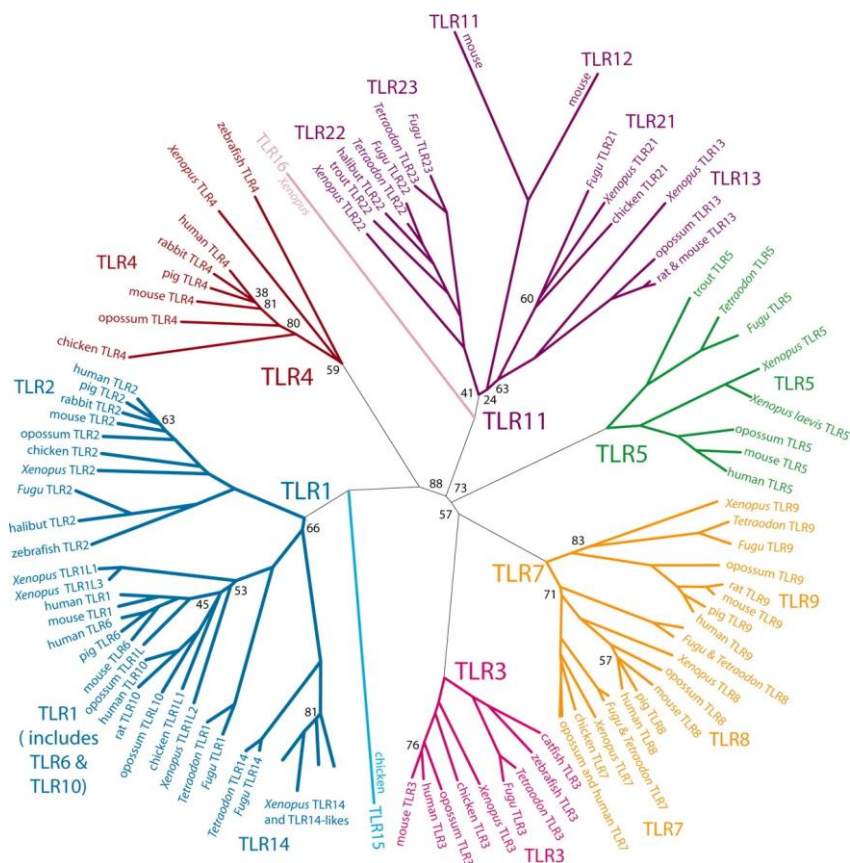 TLR11
mouse
TLR12
mouse
TLR23
Tetraodon TLR23
Fugu TLR23
TLR22
Xenopus TLR22
trout TLR22
halibut TLR22
Tetraodon TLR22
Fugu TLR22
TLR21
Fugu TLR21
Xenopus TLR21
chicken TLR21
Xenopus TLR13
TLR13
opossum TLR13
rat & mouse TLR13
60
63
41
24
TLR11
TLR16
Xenopus
zebrafish TLR4
Xenopus TLR4
human TLR4
rabbit TLR4
pig TLR4
mouse TLR4
opossum TLR4
chicken TLR4
TLR4
38
81
80
59
TLR4
trout TLR5
Tetraodon TLR5
Fugu TLR5
Xenopus TLR5
Xenopus laevis TLR5
opossum TLR5
mouse TLR5
human TLR5
TLR5
TLR5
TLR2
human TLR2
pig TLR2
rabbit TLR2
mouse TLR2
opossum TLR2
chicken TLR2
Xenopus TLR2
Fugu TLR2
halibut TLR2
zebrafish TLR2
63
TLR1
66
88
73
57
Xenopus TLR1L1
Xenopus TLR1L3
human TLR1
mouse TLR1
human TLR6
pig TLR6
mouse TLR6
opossum TLR1L
human TLR10
rat TLR10
opossum TLRL10
chicken TLR1L1
Xenopus TLR1L2
Tetraodon TLR1
Fugu TLR1
45
53
TLR1
( includes
TLR6 &
TLR10)
Tetraodon TLR14
Fugu TLR14
81
Xenopus TLR14
and TLR14-likes
TLR14
chicken
TLR15
TLR3
76
mouse TLR3
human TLR3
opossum TLR3
chicken TLR3
Xenopus TLR3
Fugu TLR3
Tetraodon TLR3
zebrafish TLR3
catfish TLR3
TLR3
TLR7
83
71
Xenopus TLR9
Tetraodon TLR9
Fugu TLR9
opossum TLR9
rat TLR9
mouse TLR9
pig TLR9
human TLR9
TLR9
Fugu & Tetraodon TLR8
Xenopus TLR8
opossum TLR8
mouse TLR8
pig TLR8
human TLR8
57
TLR8
Fugu & Tetraodon TLR7
Xenopus TLR7
chicken TLR7
opossum and human TLR7
TLR7